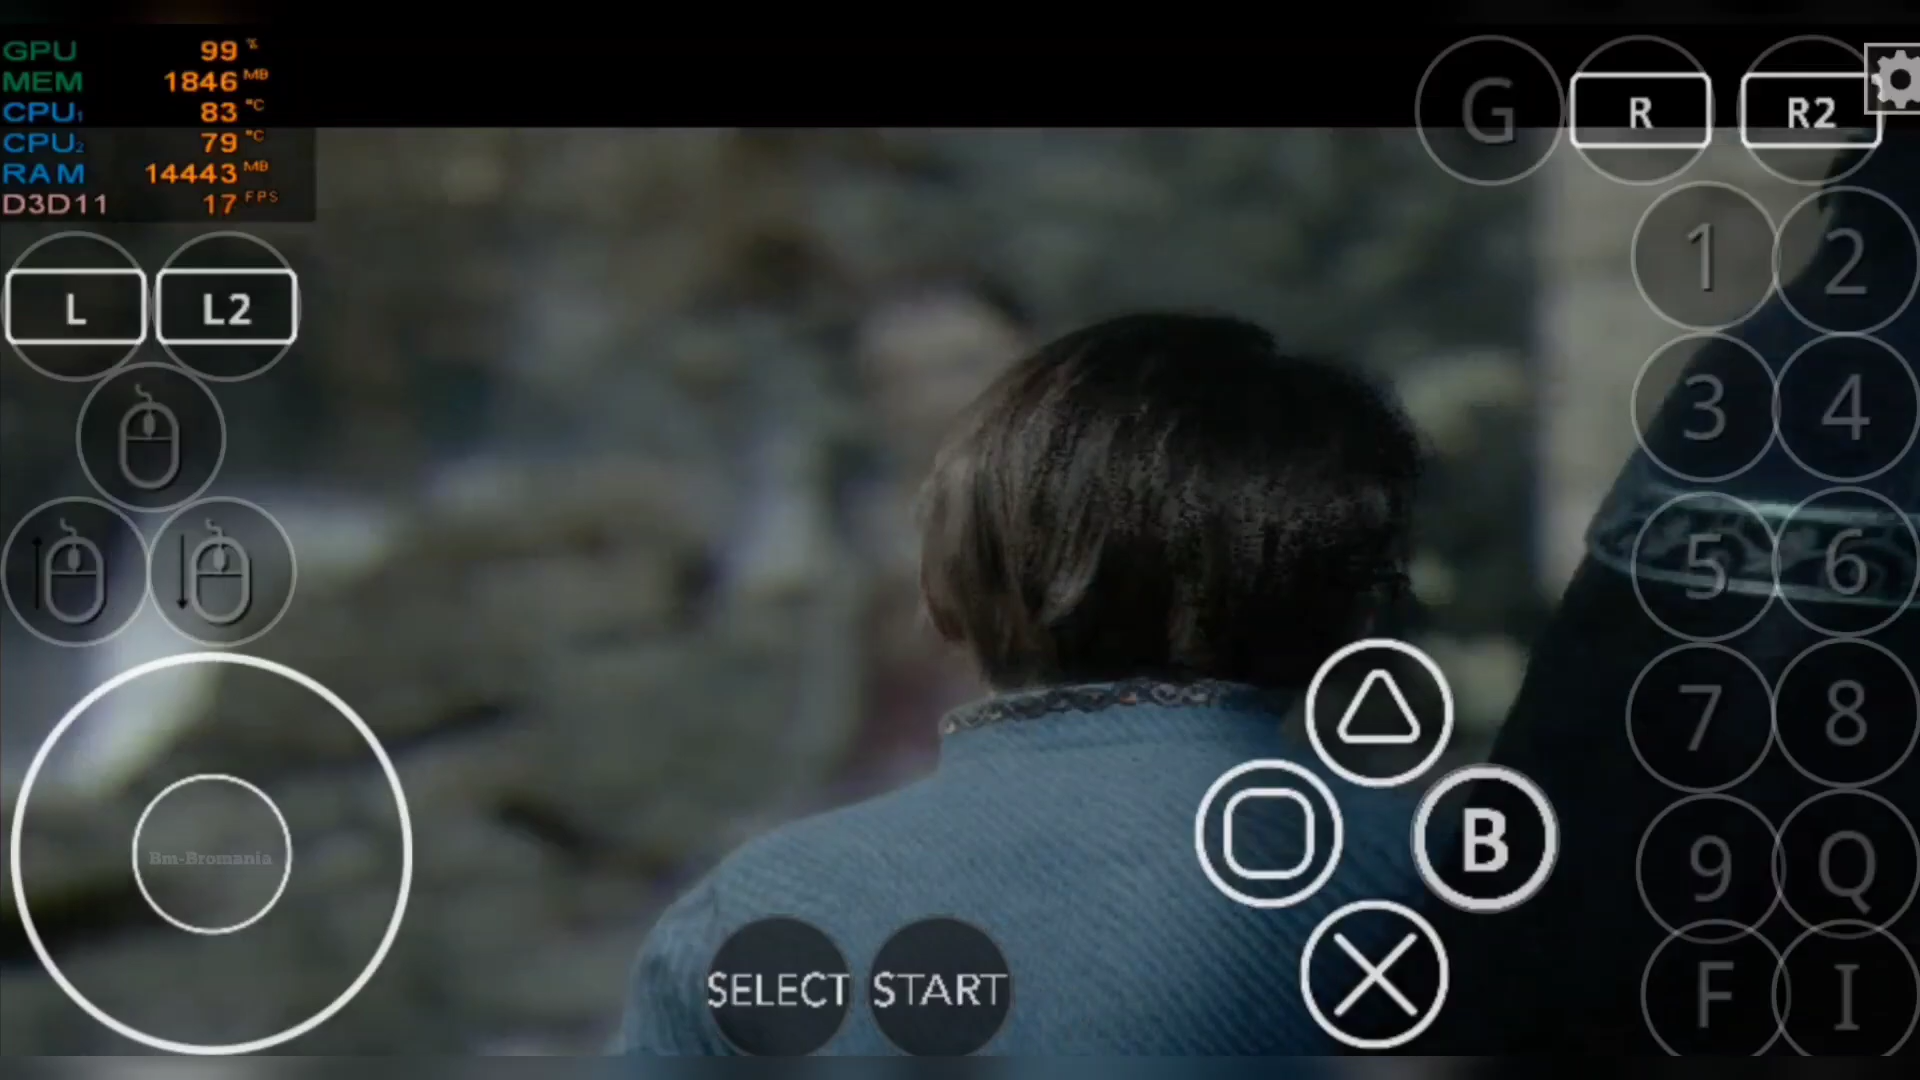 GPU 99 %
MEM 1846 MB
CPU1 83 °C
CPU2 79 °C
RAM 14443 MB
D3D11 17 FPS
G R R2
L L2
1 2
3 4
5 6
7 8
B
9 Q
Bm-Bromania
SELECT START
F I